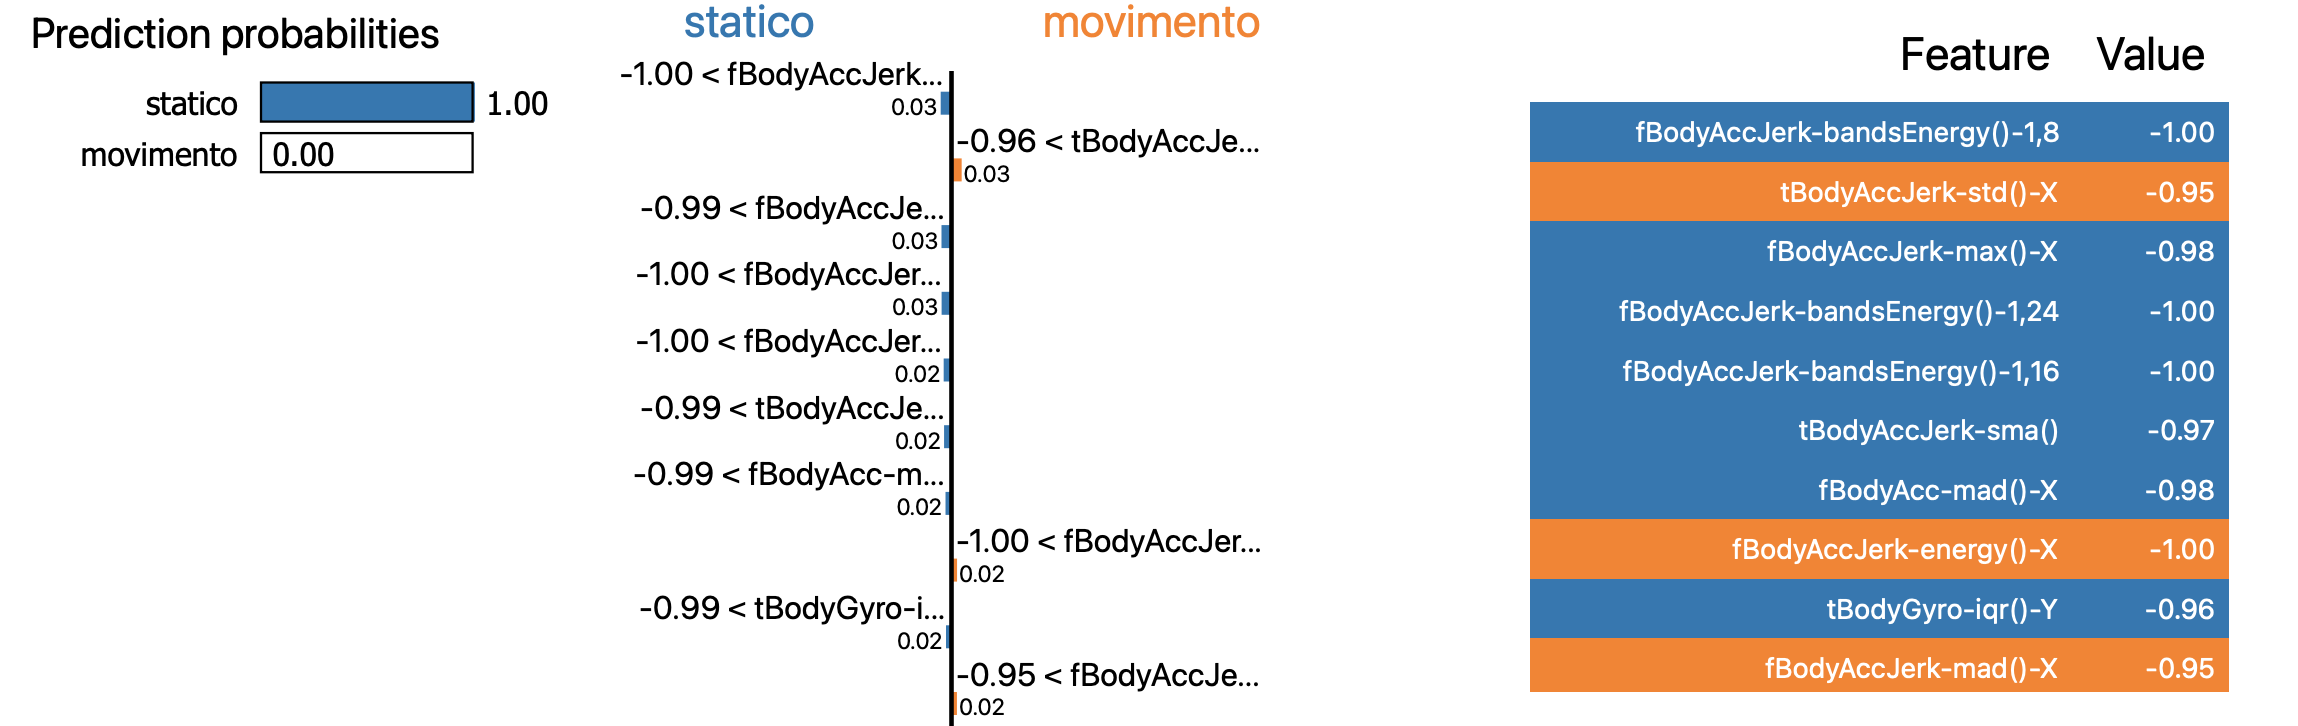 Prediction probabilities
statico 1.00
movimento 0.00
statico movimento
-1.00 < fBodyAccJerk...
0.03
-0.96 < tBodyAccJe...
0.03
-0.99 < fBodyAccJe...
0.03
-1.00 < fBodyAccJer...
0.03
-1.00 < fBodyAccJer...
0.02
-0.99 < tBodyAccJe...
0.02
-0.99 < fBodyAcc-m...
0.02
-1.00 < fBodyAccJer...
0.02
-0.99 < tBodyGyro-i...
0.02
-0.95 < fBodyAccJe...
0.02
Feature Value
fBodyAccJerk-bandsEnergy()-1,8 -1.00
tBodyAccJerk-std()-X -0.95
fBodyAccJerk-max()-X -0.98
fBodyAccJerk-bandsEnergy()-1,24 -1.00
fBodyAccJerk-bandsEnergy()-1,16 -1.00
tBodyAccJerk-sma() -0.97
fBodyAcc-mad()-X -0.98
fBodyAccJerk-energy()-X -1.00
tBodyGyro-iqr()-Y -0.96
fBodyAccJerk-mad()-X -0.95